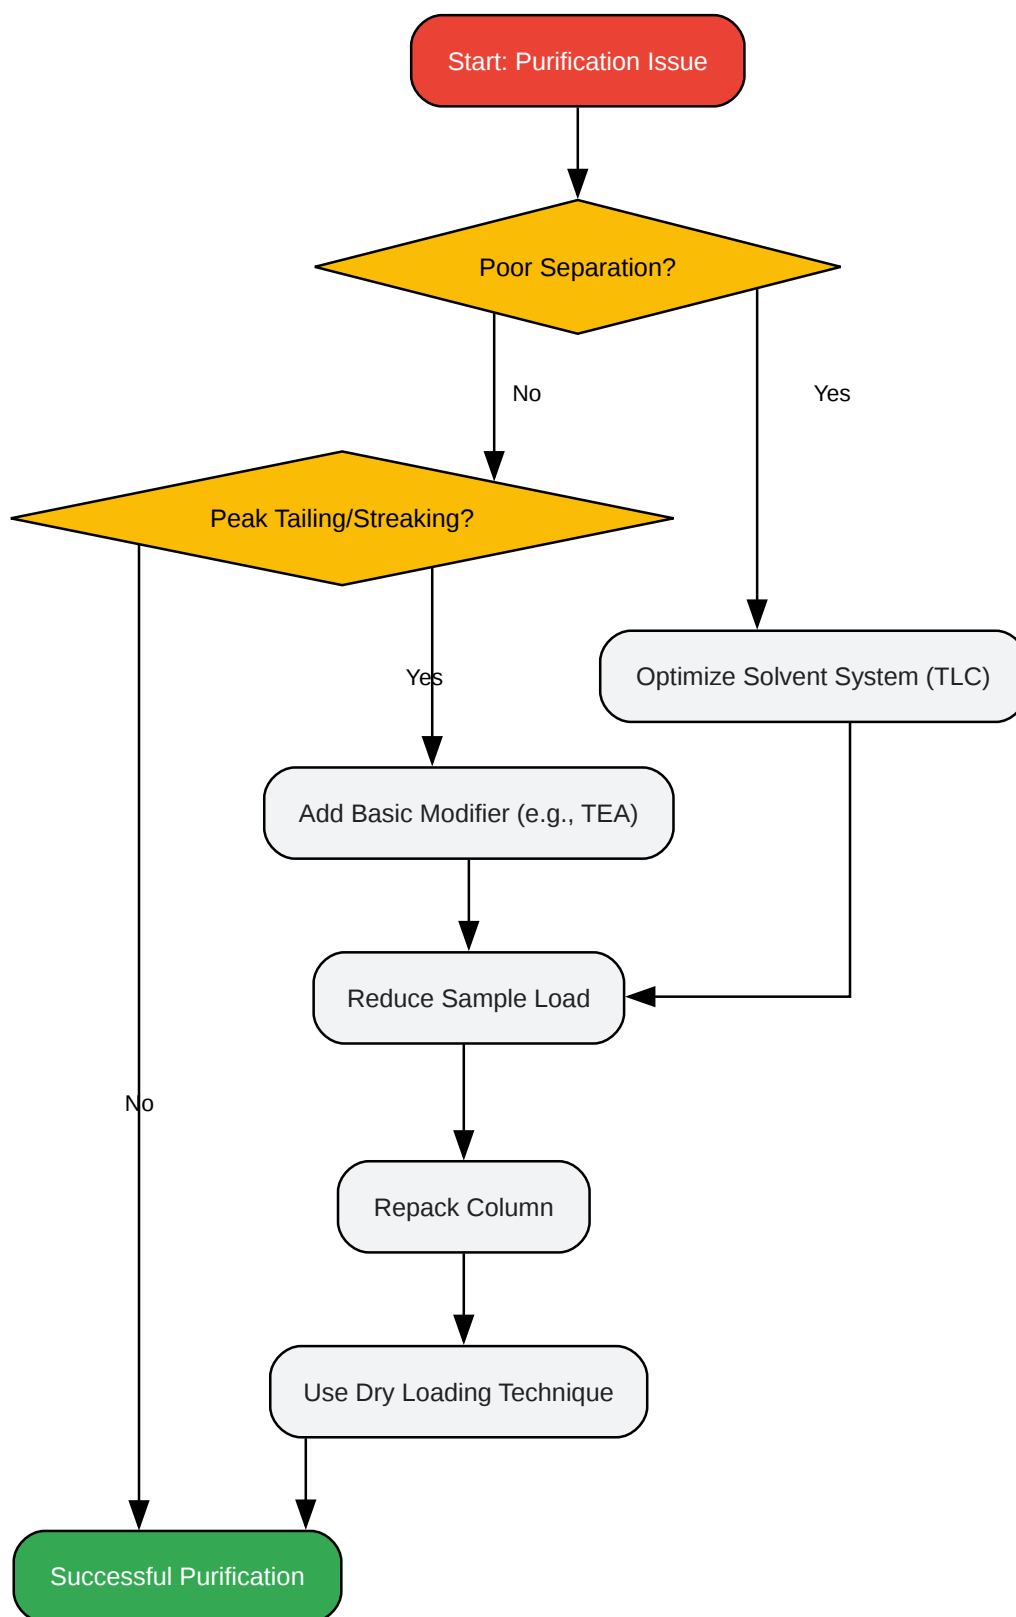 Start: Purification Issue
Poor Separation?
No
Yes
Peak Tailing/Streaking?
Yes
Optimize Solvent System (TLC)
Add Basic Modifier (e.g., TEA)
Reduce Sample Load
No
Repack Column
Use Dry Loading Technique
Successful Purification